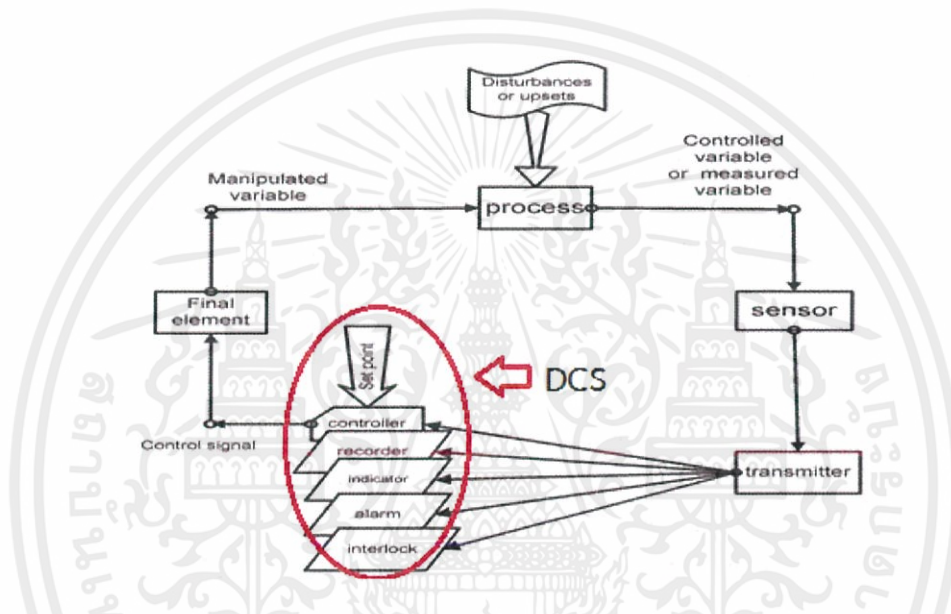 Disturbances
or upsets
Controlled
variable
or measured
variable
Manipulated
variable
process
Final
element
sensor
Set point
DCS
controller
Control signal
recorder
transmitter
indicator
alarm
interlock